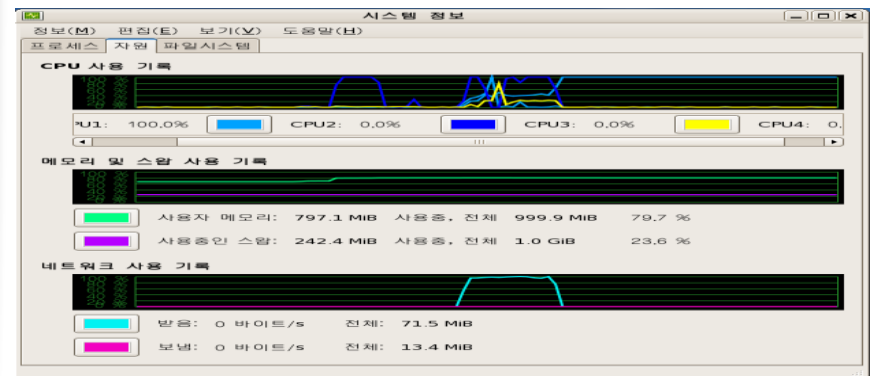 시스템 정보
정보(M) 편집(E) 보기(V) 도움말(H)
프로세스 자원 파일시스템
CPU 사용 기록
100 %
PU1: 100,0% CPU2: 0,0% CPU3: 0,0% CPU4: 0,
메모리 및 스왑 사용 기록
100 %
사용자 메모리: 797.1 MiB 사용중, 전체 999.9 MiB 79,7 %
사용중인 스왑: 242.4 MiB 사용중, 전체 1.0 GiB 23,6 %
네트워크 사용 기록
100 %
받음: 0 바이트/s 전체: 71.5 MiB
보냄: 0 바이트/s 전체: 13.4 MiB